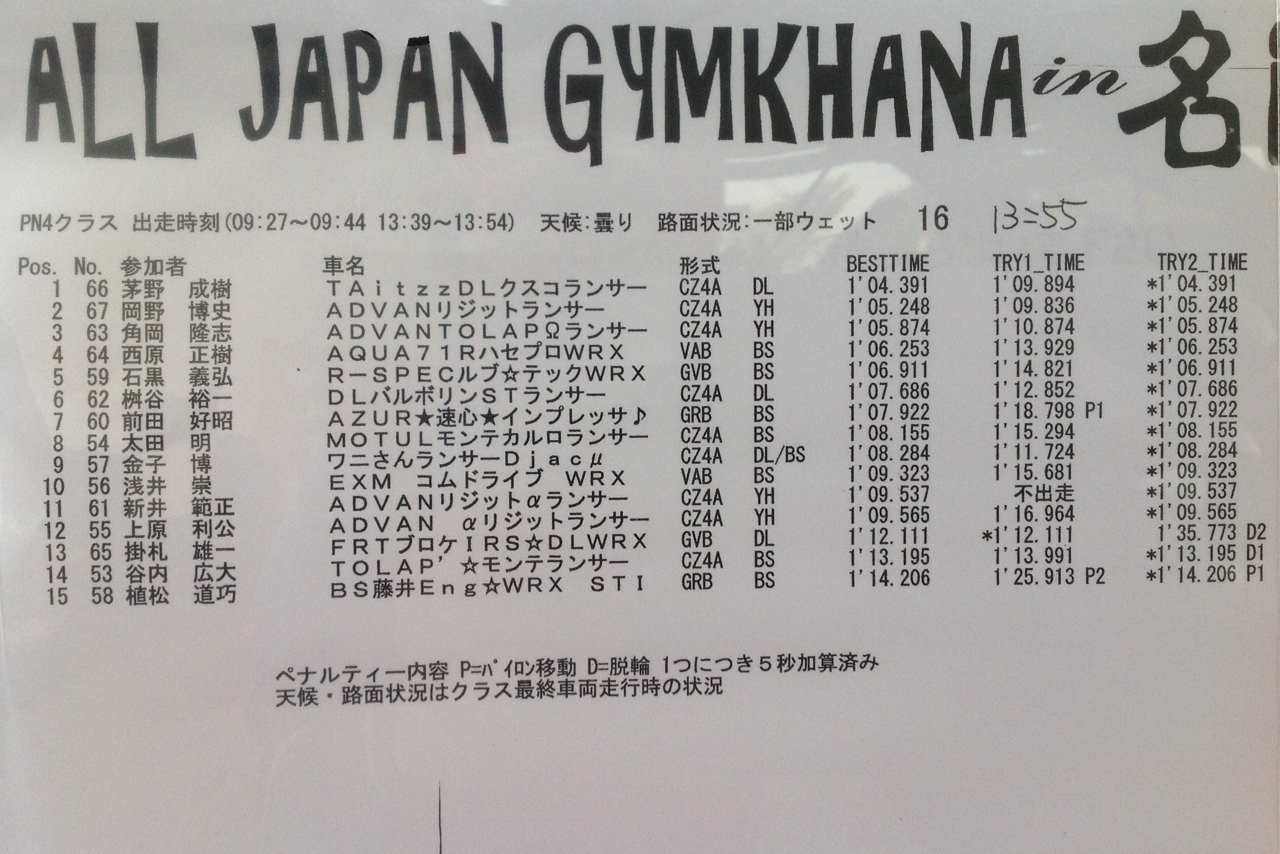 ALL JAPAN GYMKHANA in 名
PN4クラス 出走時刻(09:27～09:44 13:39～13:54) 天候:曇り 路面状況:一部ウェット 16 13=55
Pos. No. 参加者 車名 形式 BESTTIME TRY1_TIME TRY2_TIME
1 66 茅野 成樹 ＴＡｉｔｚｚＤＬクスコランサー CZ4A DL 1'04.391 1'09.894 *1'04.391
2 67 岡野 博史 ＡＤＶＡＮリジットランサー CZ4A YH 1'05.248 1'09.836 *1'05.248
3 63 角岡 隆志 ＡＤＶＡＮＴＯＬＡＰΩランサー CZ4A YH 1'05.874 1'10.874 *1'05.874
4 64 西原 正樹 ＡＱＵＡ７１ＲハセプロＷＲＸ VAB BS 1'06.253 1'13.929 *1'06.253
5 59 石黒 義弘 Ｒ－ＳＰＥＣルブ☆テックＷＲＸ GVB BS 1'06.911 1'14.821 *1'06.911
6 62 桝谷 裕一 ＤＬバルボリンＳＴランサー CZ4A DL 1'07.686 1'12.852 *1'07.686
7 60 前田 好昭 ＡＺＵＲ★速心★インプレッサ♪ GRB BS 1'07.922 1'18.798 P1 *1'07.922
8 54 太田 明 ＭＯＴＵＬモンテカルロランサー CZ4A BS 1'08.155 1'15.294 *1'08.155
9 57 金子 博 ワニさんランサーＤｊａｃμ CZ4A DL/BS 1'08.284 1'11.724 *1'08.284
10 56 浅井 崇 ＥＸＭ コムドライブ ＷＲＸ VAB BS 1'09.323 1'15.681 *1'09.323
11 61 新井 範正 ＡＤＶＡＮリジットαランサー CZ4A YH 1'09.537 不出走 *1'09.537
12 55 上原 利公 ＡＤＶＡＮ αリジットランサー CZ4A YH 1'09.565 1'16.964 *1'09.565
13 65 掛札 雄一 ＦＲＴブロケＩＲＳ☆ＤＬＷＲＸ GVB DL 1'12.111 *1'12.111 1'35.773 D2
14 53 谷内 広大 ＴＯＬＡＰ’ ☆モンテランサー CZ4A BS 1'13.195 1'13.991 *1'13.195 D1
15 58 植松 道巧 ＢＳ藤井Ｅｎｇ☆ＷＲＸ ＳＴＩ GRB BS 1'14.206 1'25.913 P2 *1'14.206 P1
ペナルティー内容 P=ﾊﾟｲﾛﾝ移動 D=脱輪 1つにつき５秒加算済み
天候・路面状況はクラス最終車両走行時の状況